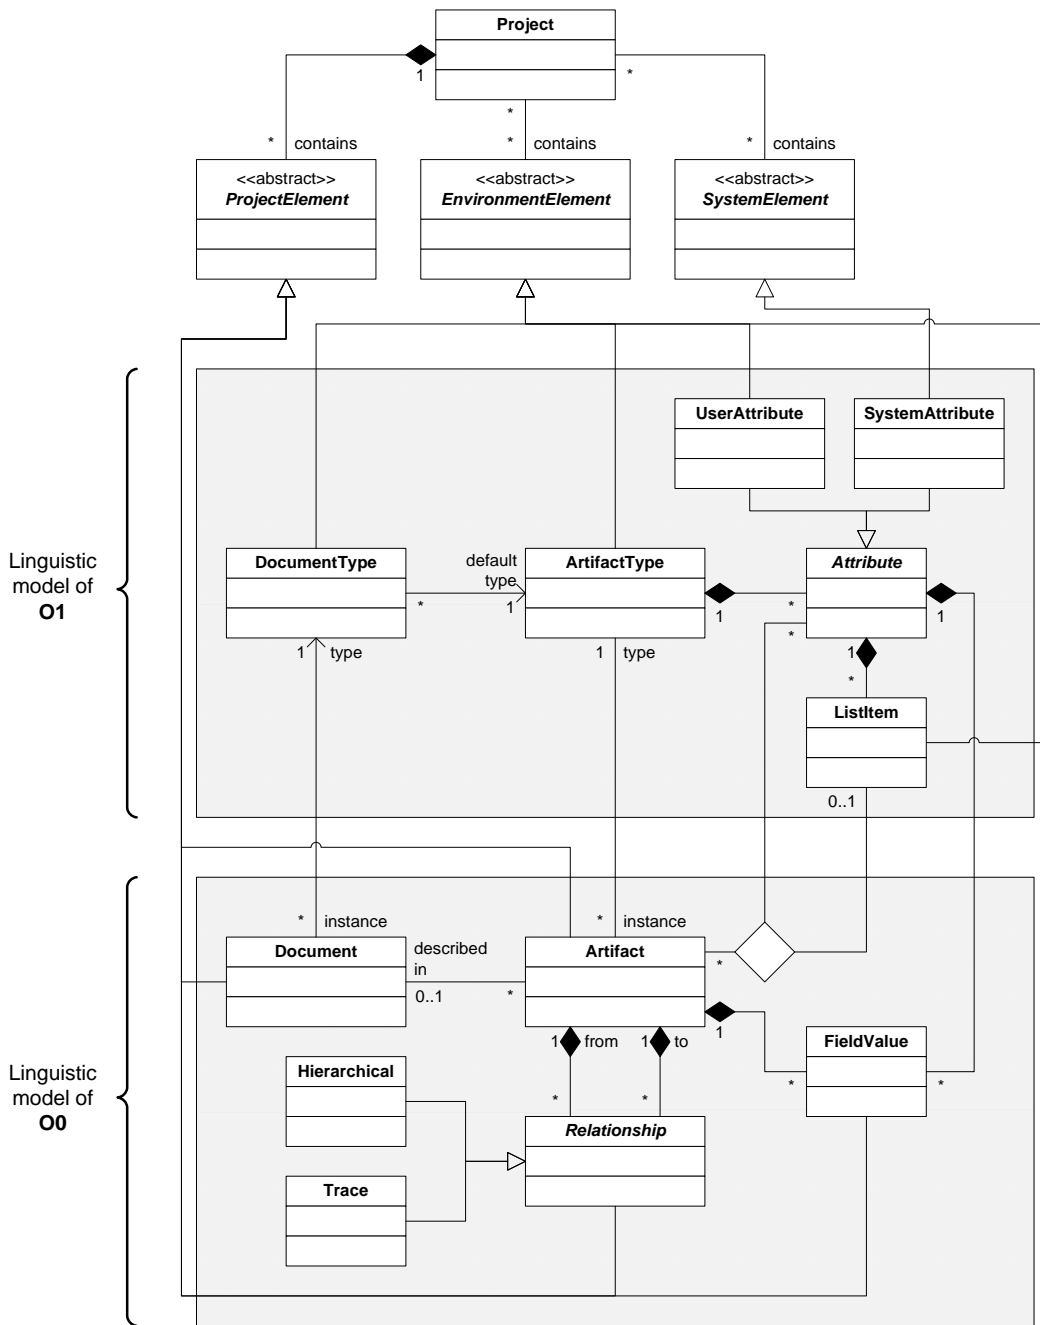 Project
1
*
*
* contains
* contains
* contains
<<abstract>>
ProjectElement
<<abstract>>
EnvironmentElement
<<abstract>>
SystemElement
UserAttribute
SystemAttribute
Linguistic
model of
O1
DocumentType
default
type
*
1
ArtifactType
1
*
*
Attribute
1
1 type
1 type
1
*
ListItem
0..1
* instance
* instance
Document
described
in
0..1
*
Artifact
*
1
1 from
1 to
FieldValue
*
*
Linguistic
model of
O0
Hierarchical
*
*
Relationship
Trace